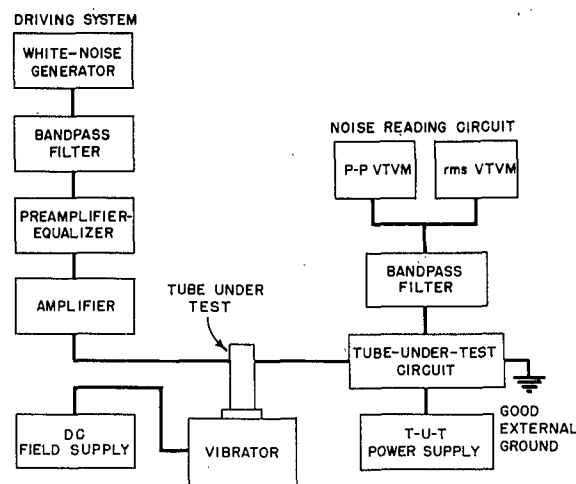 DRIVING SYSTEM
WHITE-NOISE
GENERATOR
BANDPASS
FILTER
PREAMPLIFIER-
EQUALIZER
AMPLIFIER
TUBE UNDER
TEST
DC
FIELD SUPPLY
VIBRATOR
NOISE READING CIRCUIT
P-P VTVM
rms VTVM
BANDPASS
FILTER
TUBE-UNDER-TEST
CIRCUIT
T-U-T
POWER SUPPLY
GOOD
EXTERNAL
GROUND